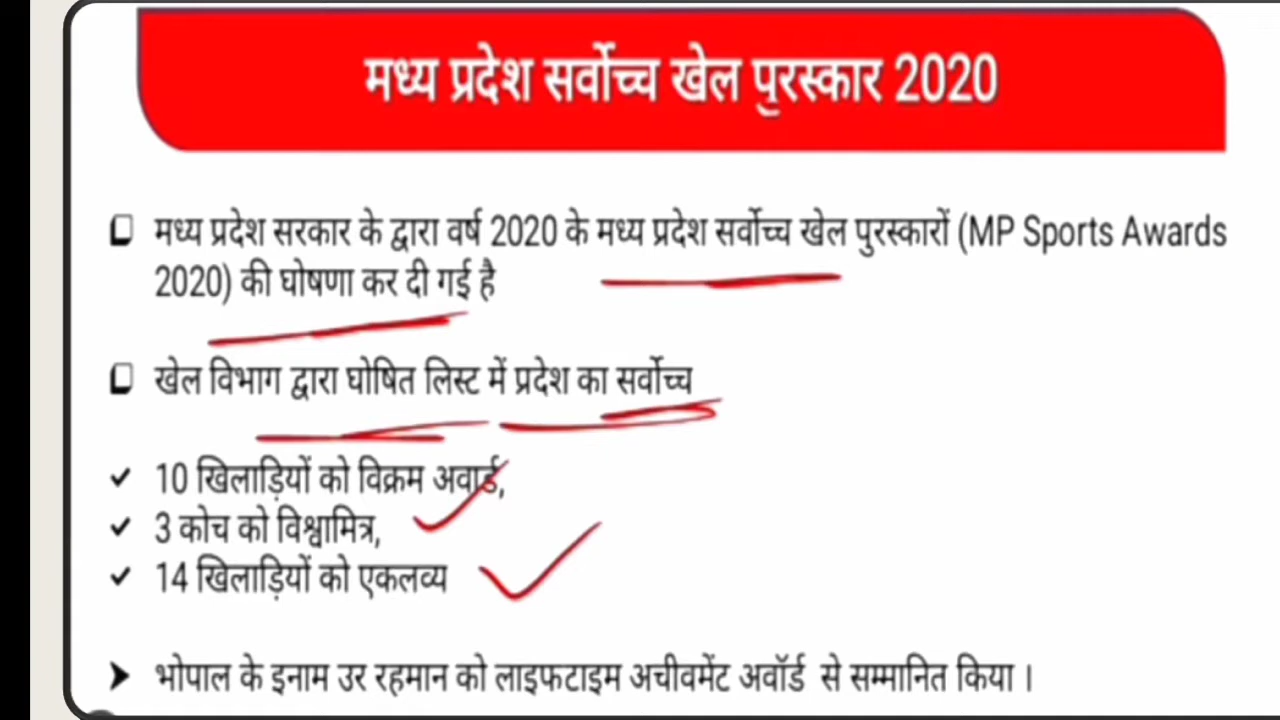 मध्य प्रदेश सर्वोच्च खेल पुरस्कार 2020
मध्य प्रदेश सरकार के द्वारा वर्ष 2020 के मध्य प्रदेश सर्वोच्च खेल पुरस्कारों (MP Sports Awards
2020) की घोषणा कर दी गई है
खेल विभाग द्वारा घोषित लिस्ट में प्रदेश का सर्वोच्च
10 खिलाड़ियों को विक्रम अवार्ड,
3 कोच को विश्वामित्र,
14 खिलाड़ियों को एकलव्य
भोपाल के इनाम उर रहमान को लाइफटाइम अचीवमेंट अवॉर्ड से सम्मानित किया ।